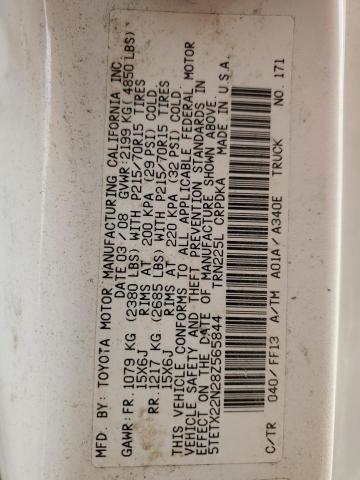 MFD. BY: TOYOTA MOTOR MANUFACTURING CALIFORNIA INC.
DATE 03/08 GVWR: 2199 KG( 4850 LBS)
GAWR: FR. 1079 KG (2380 LBS) WITH P215/70R15 TIRES
15X6J RIMS AT 200 KPA (29 PSI) COLD.
RR. 1217 KG (2685 LBS) WITH P215/70R15 TIRES
15X6J RIMS AT 220 KPA (32 PSI) COLD.
THIS VEHICLE CONFORMS TO ALL APPLICABLE FEDERAL MOTOR
VEHICLE SAFETY AND THEFT PREVENTION STANDARDS IN
EFFECT ON THE DATE OF MANUFACTURE SHOWN ABOVE.
5TETX22N28Z565844 TRN225L CRPDKA MADE IN U.S.A.
C/TR 040/FF13 A/TM A01A/A340E TRUCK NO. 171